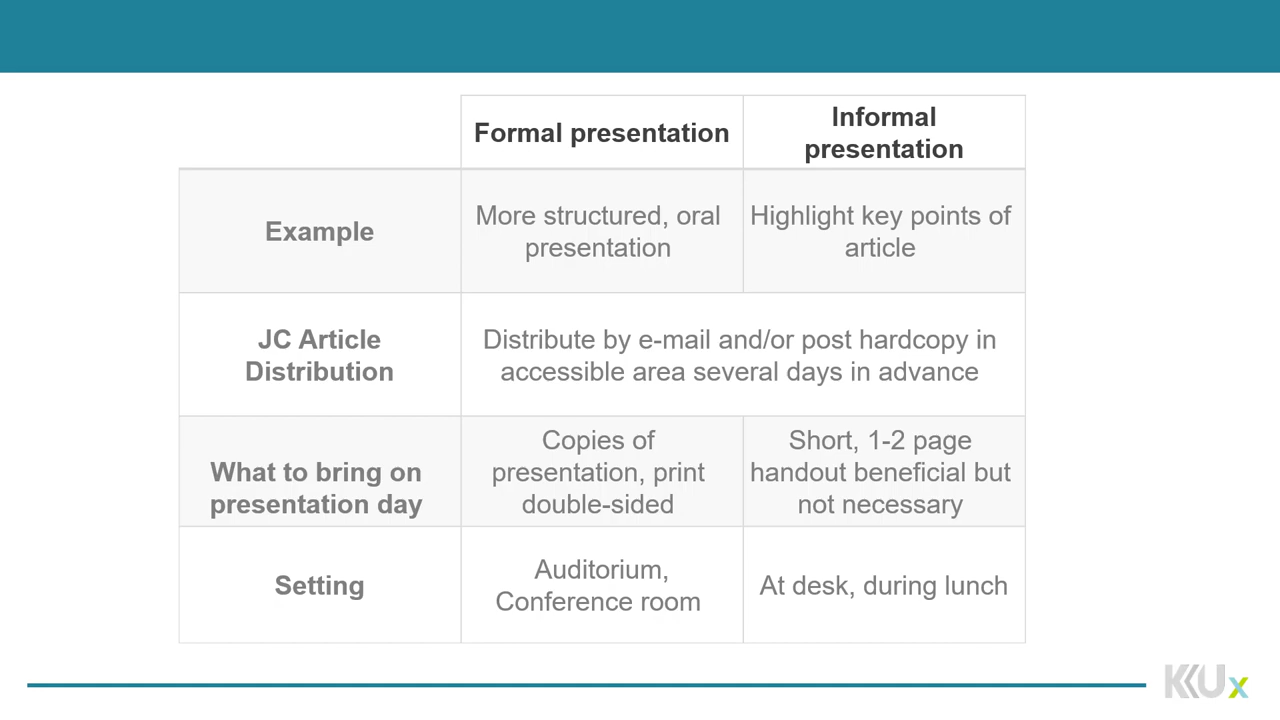 Formal presentation
Informal
presentation
Example
More structured, oral
presentation
Highlight key points of
article
JC Article
Distribution
Distribute by e-mail and/or post hardcopy in
accessible area several days in advance
What to bring on
presentation day
Copies of
presentation, print
double-sided
Short, 1-2 page
handout beneficial but
not necessary
Setting
Auditorium,
Conference room
At desk, during lunch
KKUx